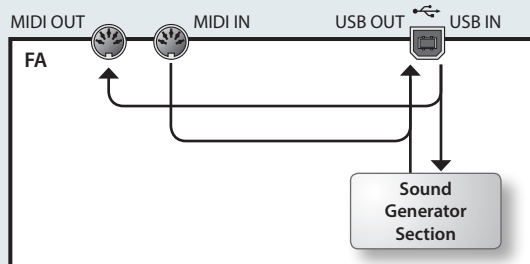 MIDI OUT MIDI IN USB OUT USB IN
FA
Sound
Generator
Section